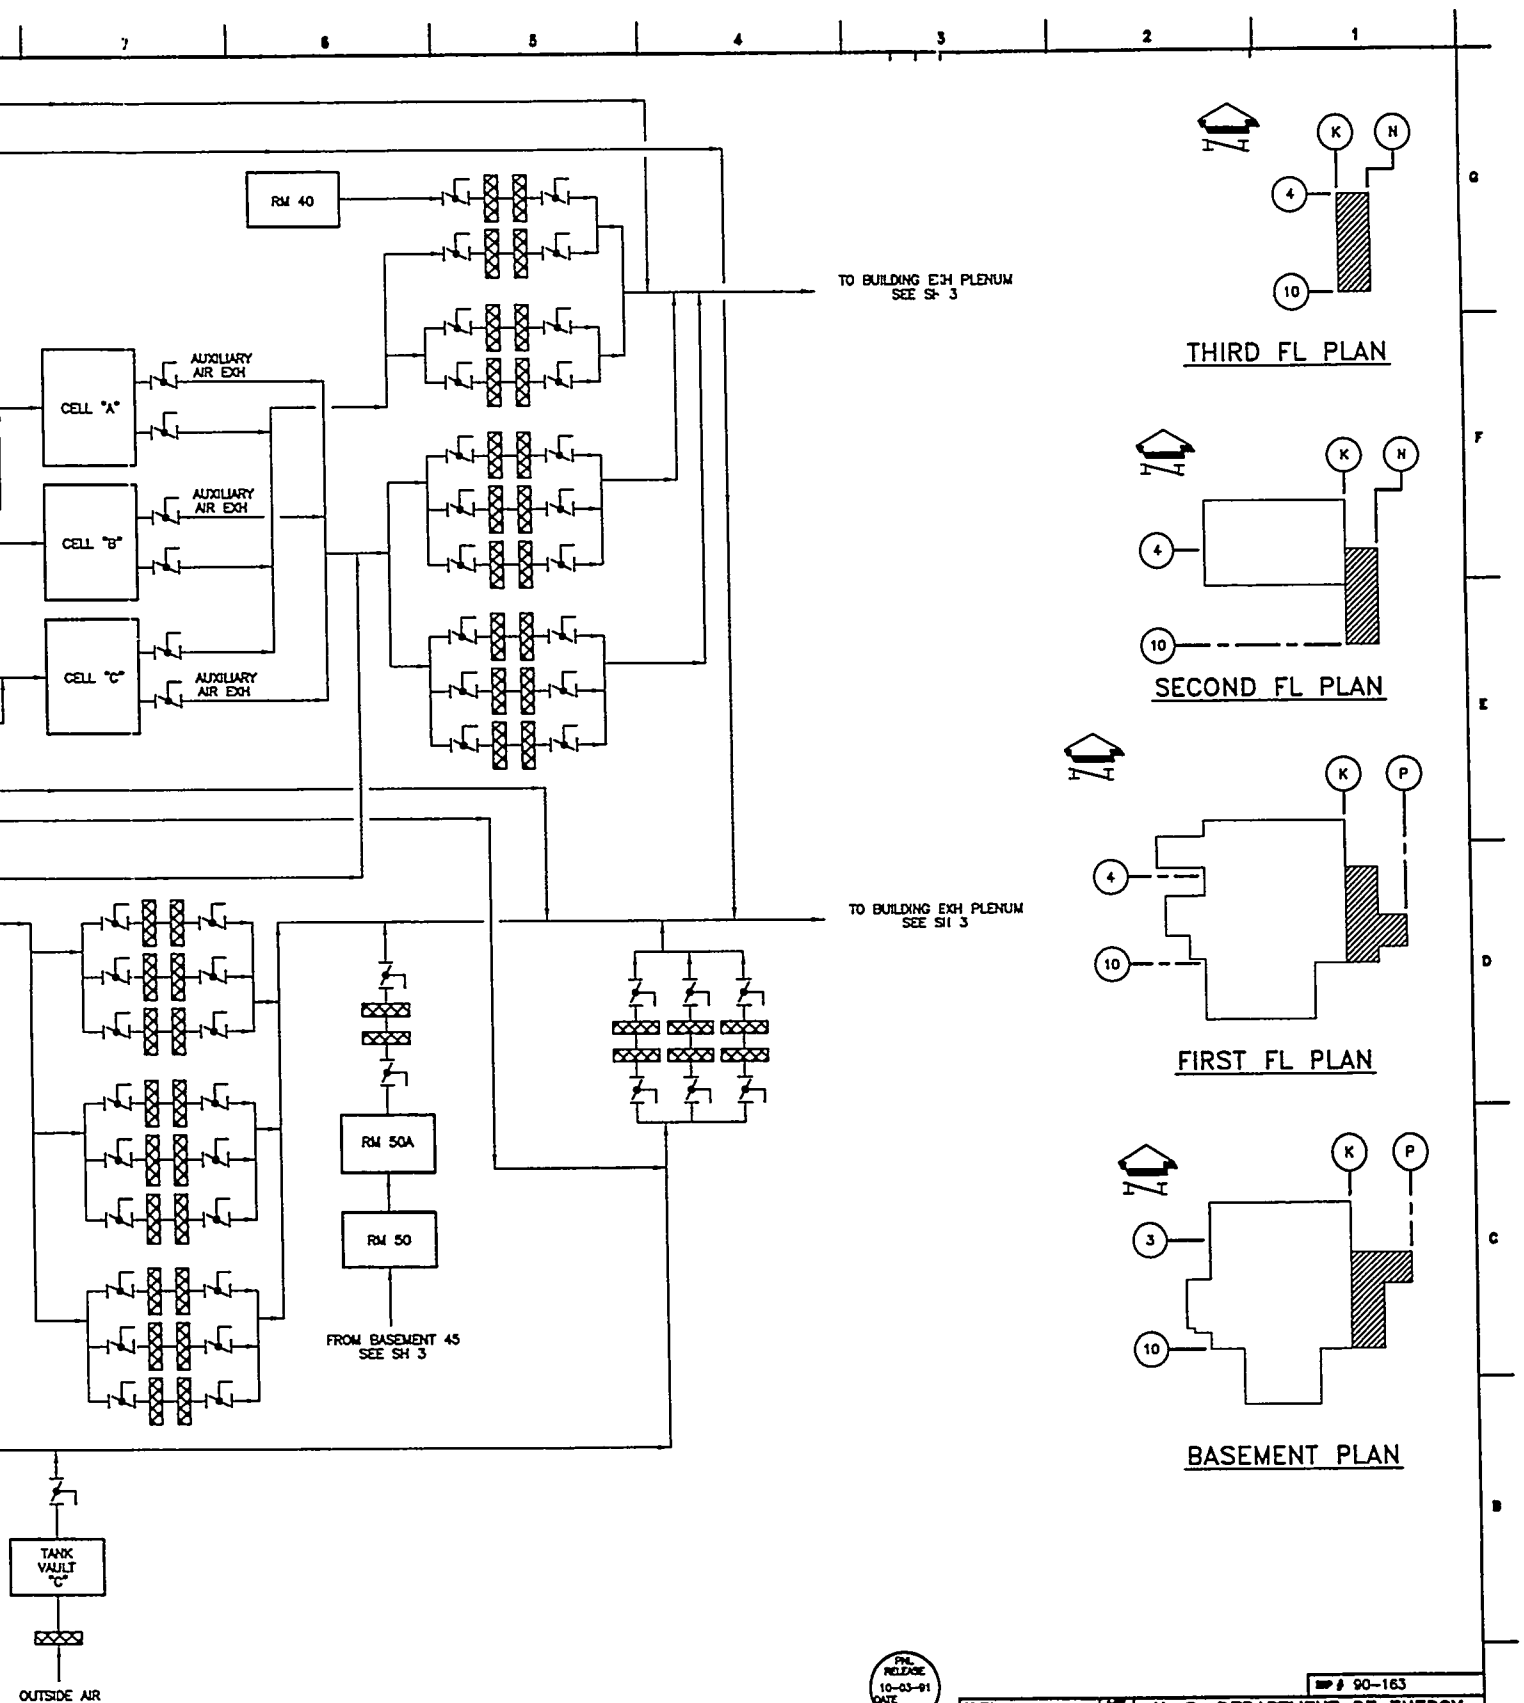 7 6 5 4 3 2 1
G
F
E
D
C
B
RM 40
TO BUILDING EXH PLENUM
SEE SH 3
CELL "A"
AUXILIARY
AIR EXH
CELL "B"
AUXILIARY
AIR EXH
CELL "C"
AUXILIARY
AIR EXH
TO BUILDING EXH PLENUM
SEE SH 3
RM 50A
RM 50
FROM BASEMENT 45
SEE SH 3
TANK
VAULT
"C"
OUTSIDE AIR
N
K N
4
10
THIRD FL PLAN
N
K N
4
10
SECOND FL PLAN
N
K P
4
10
FIRST FL PLAN
N
K P
3
10
BASEMENT PLAN
PNL
RELEASE
10-03-91
DATE
# 90-163
DEPARTMENT OF ENERGY